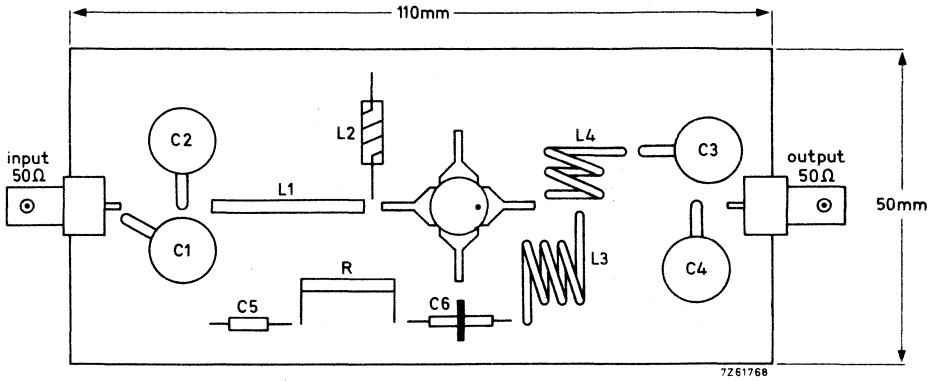 110mm
input
50Ω
C2
L2
L1
C1
L4
C3
output
50Ω
50mm
R
L3
C4
C5
C6
7Z61768